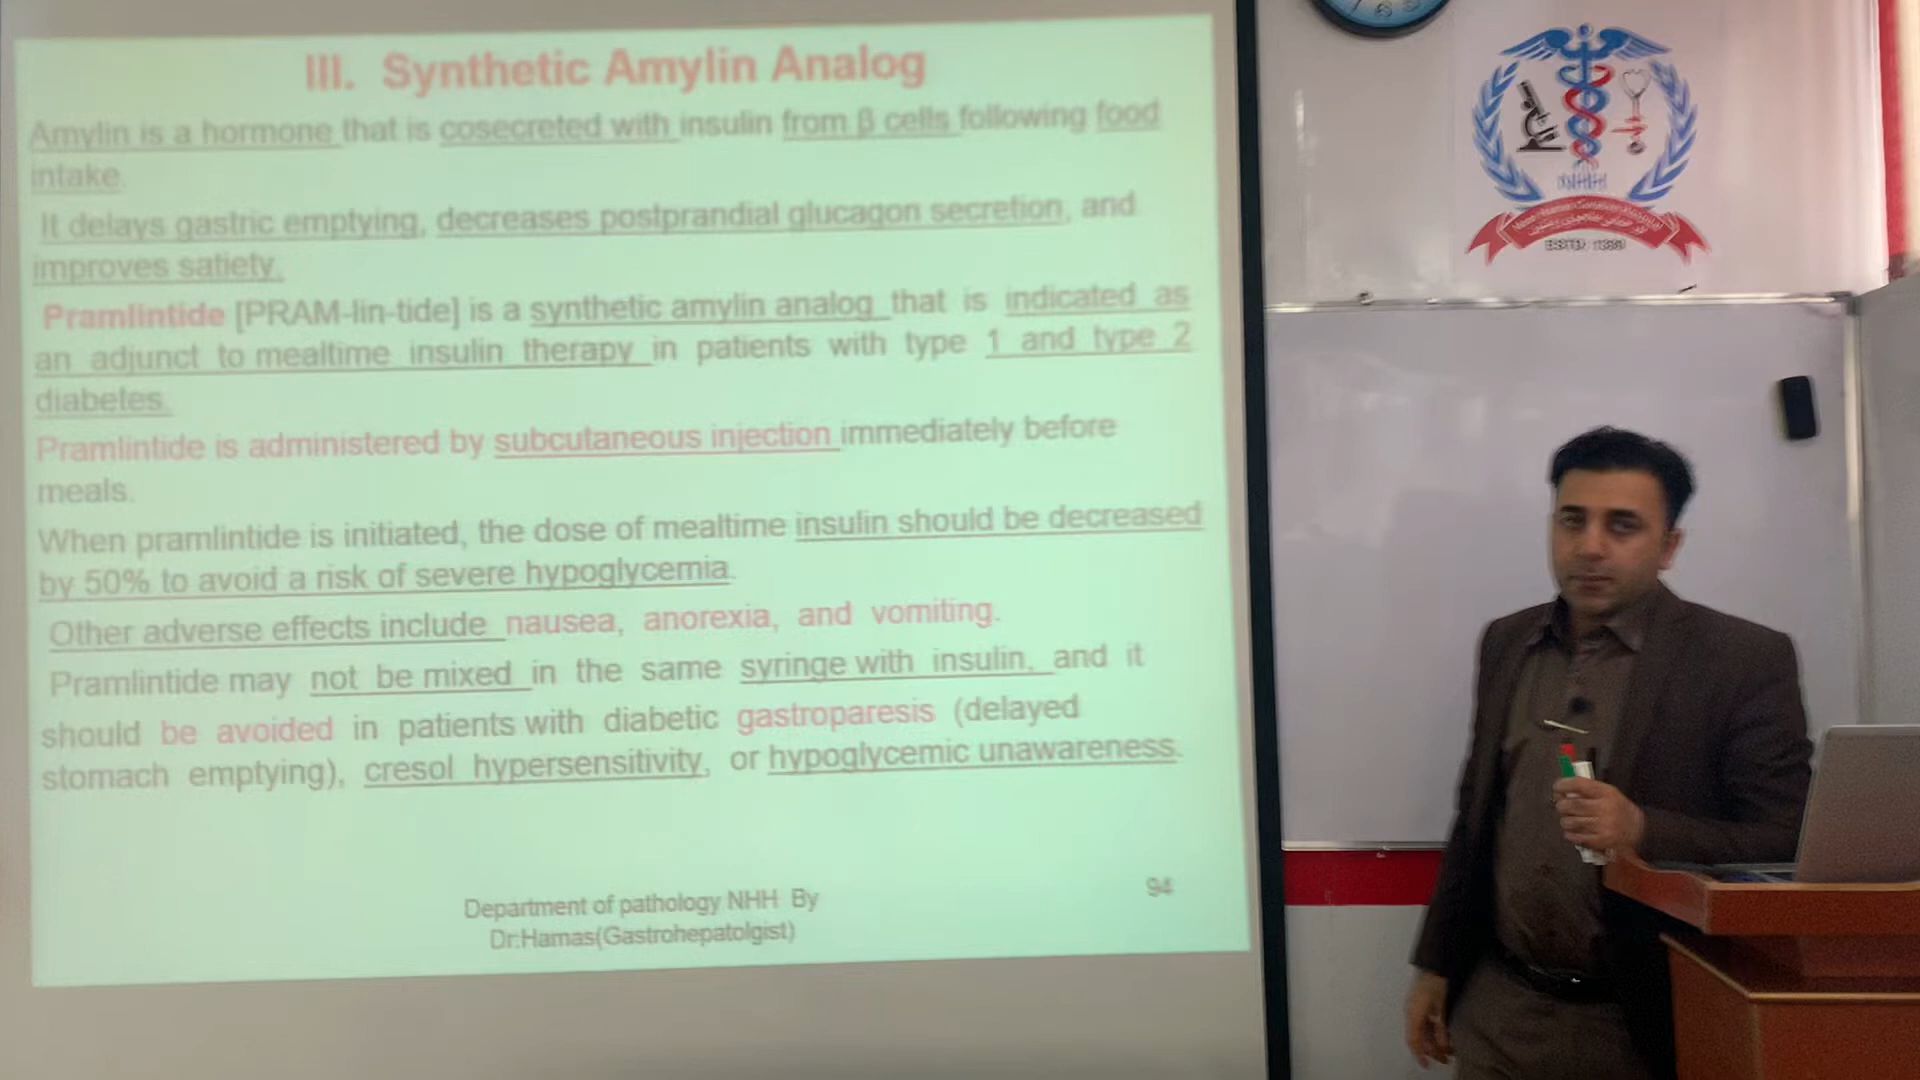 III. Synthetic Amylin Analog
Amylin is a hormone that is cosecreted with insulin from β cells following food
intake.
It delays gastric emptying, decreases postprandial glucagon secretion, and
improves satiety.
Pramlintide [PRAM-lin-tide] is a synthetic amylin analog that is indicated as
an adjunct to mealtime insulin therapy in patients with type 1 and type 2
diabetes.
Pramlintide is administered by subcutaneous injection immediately before
meals.
When pramlintide is initiated, the dose of mealtime insulin should be decreased
by 50% to avoid a risk of severe hypoglycemia.
Other adverse effects include nausea, anorexia, and vomiting.
Pramlintide may not be mixed in the same syringe with insulin, and it
should be avoided in patients with diabetic gastroparesis (delayed
stomach emptying), cresol hypersensitivity, or hypoglycemic unawareness.
Department of pathology NHH By
Dr:Hamas(Gastrohepatolgist)
94
NHH